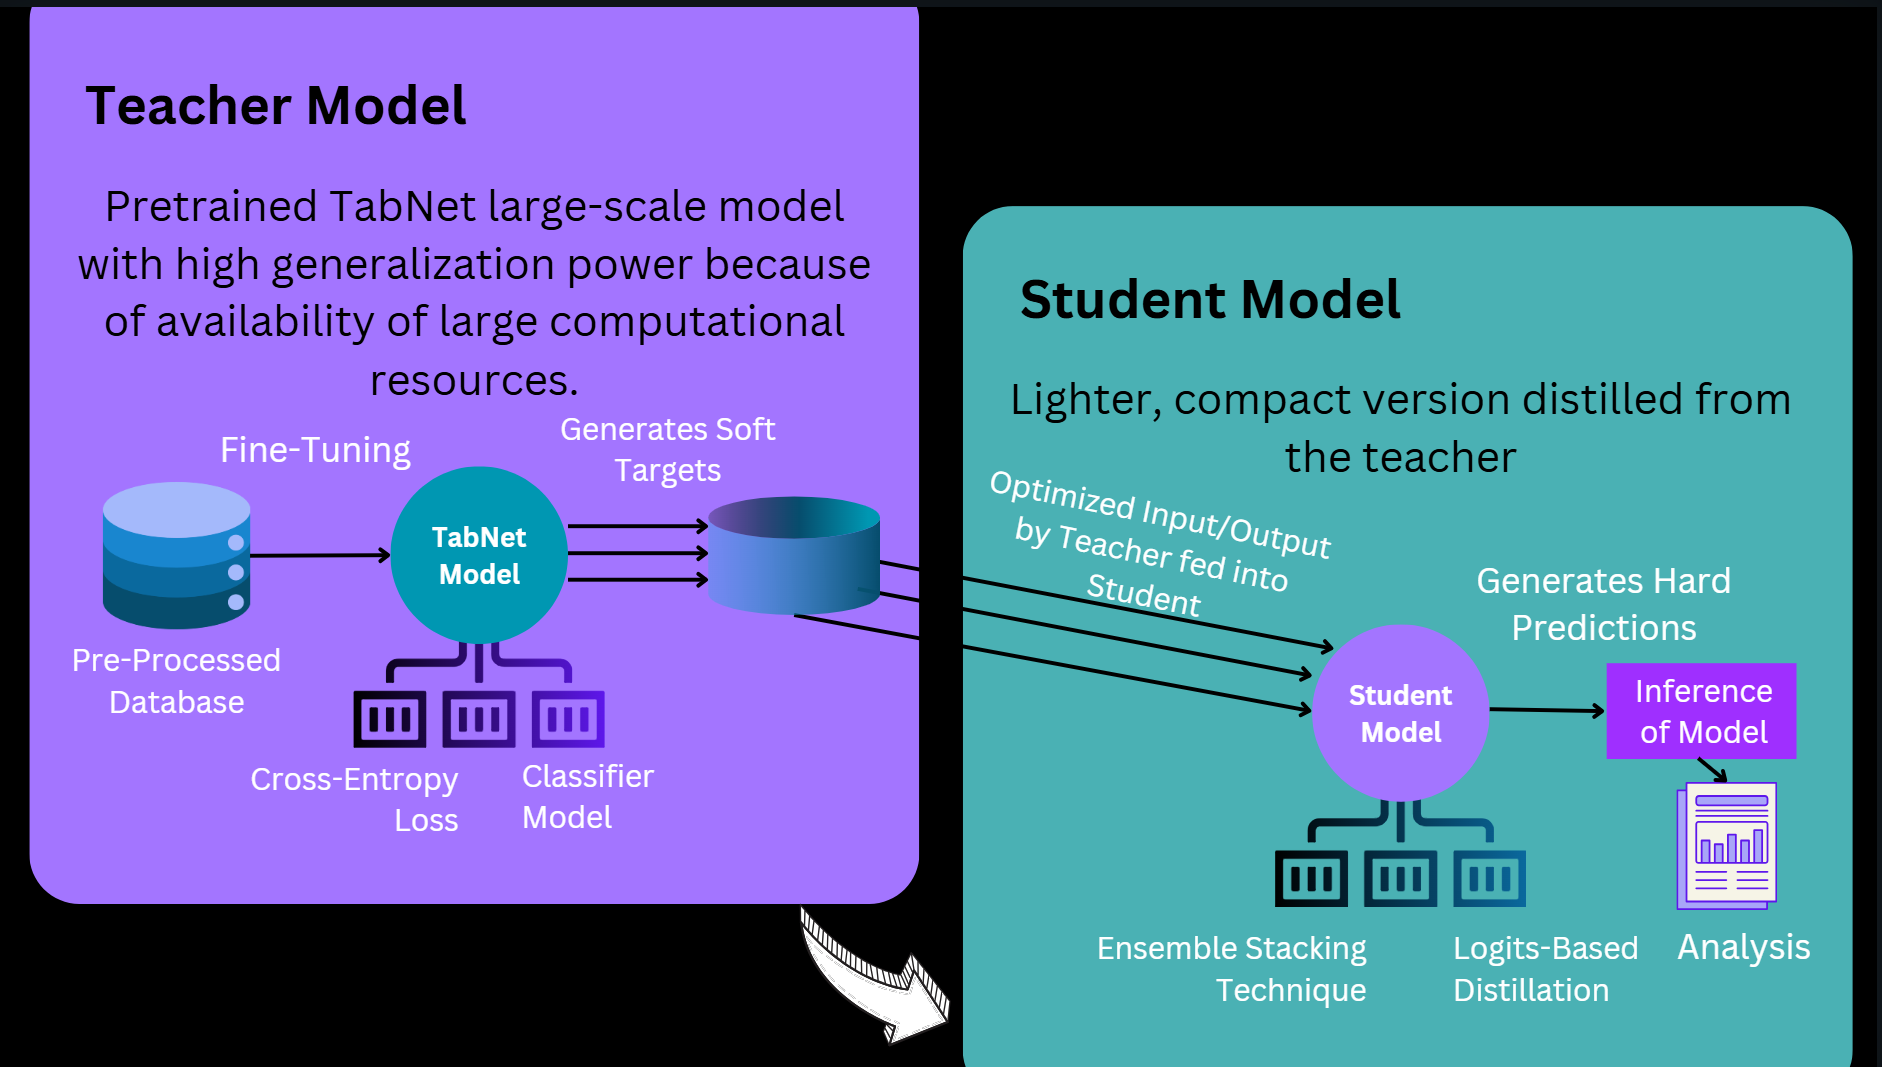 Teacher Model
Pretrained TabNet large-scale model
with high generalization power because
of availability of large computational
resources.
Fine-Tuning
Generates Soft
Targets
TabNet
Model
Pre-Processed
Database
Cross-Entropy
Loss
Classifier
Model
Student Model
Lighter, compact version distilled from
the teacher
Optimized Input/Output
by Teacher fed into
Student
Generates Hard
Predictions
Student
Model
Inference
of Model
Ensemble Stacking
Technique
Logits-Based
Distillation
Analysis